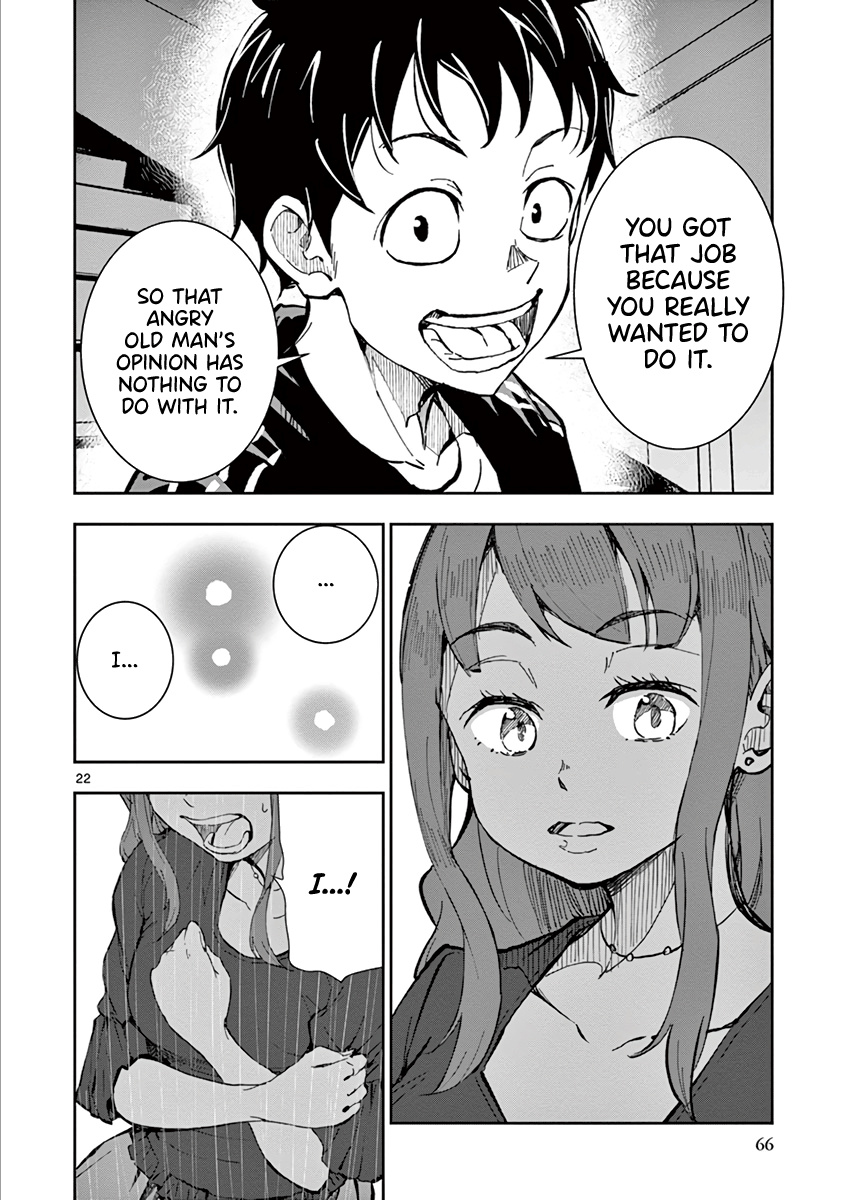 YOU GOT
THAT JOB
BECAUSE
YOU REALLY
WANTED TO
DO IT.
SO THAT
ANGRY
OLD MAN'S
OPINION HAS
NOTHING TO
DO WITH IT.
...
I...
22
I...!
66